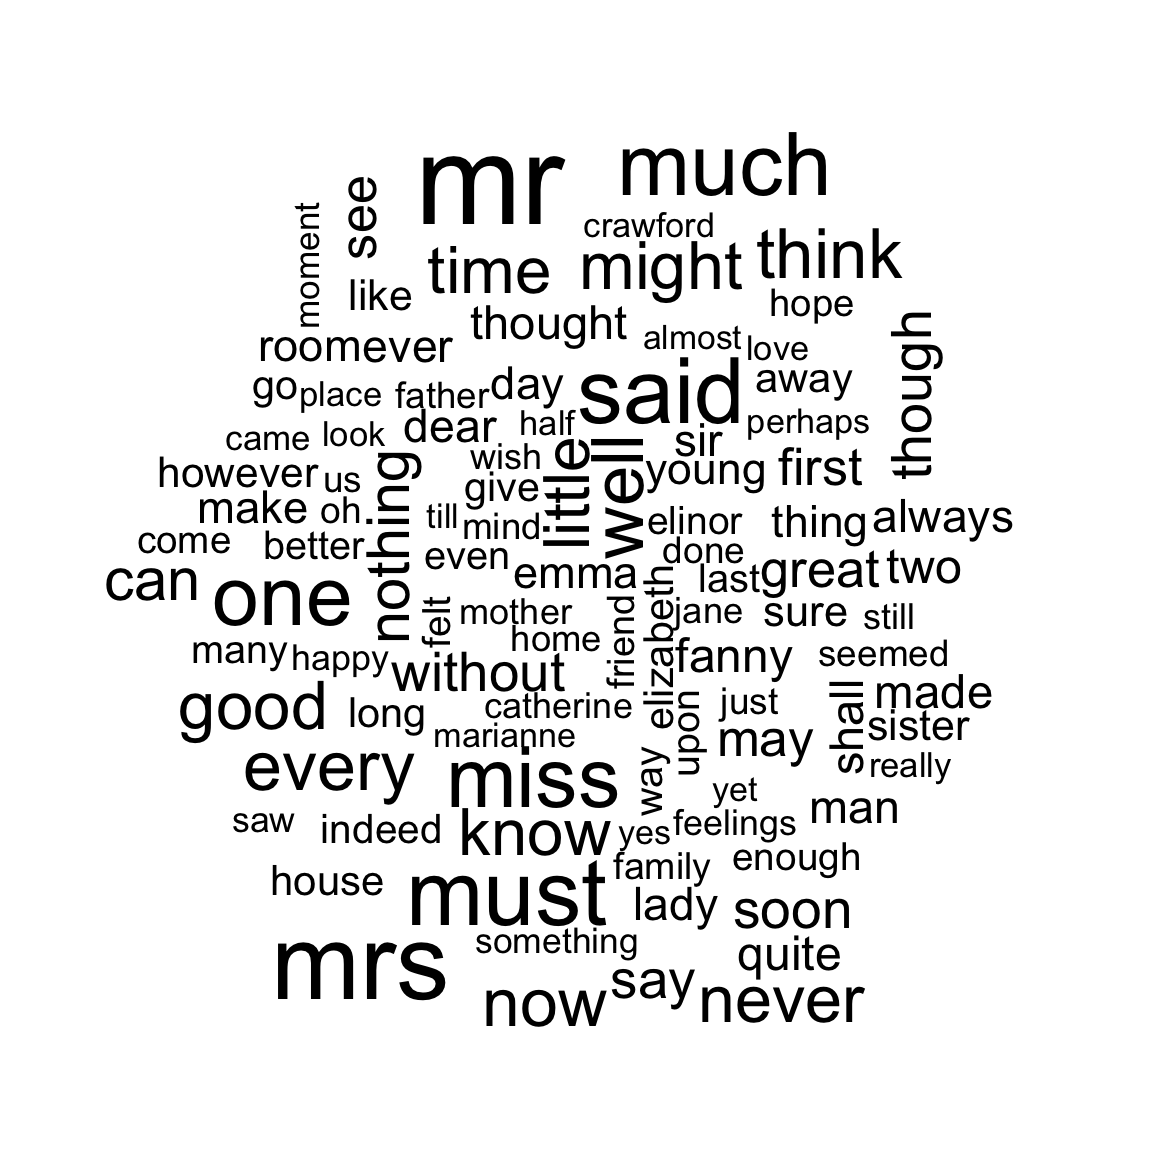 mr
much
see
moment
crawford
time
might
think
like
hope
thought
though
almost
room
ever
love
go
place
father
day
said
away
came
look
dear
half
perhaps
sir
wish
little
well
however
us
nothing
give
young
first
make
oh
till
mind
elinor
thing
always
come
better
even
done
can
one
emma
last
great
two
felt
mother
friend
elizabeth
jane
sure
still
home
many
happy
without
fanny
seemed
good
long
catherine
upon
just
shall
made
marianne
may
sister
every
miss
way
really
yet
man
saw
indeed
know
yes
feelings
house
must
family
enough
lady
soon
mrs
something
quite
now
say
never